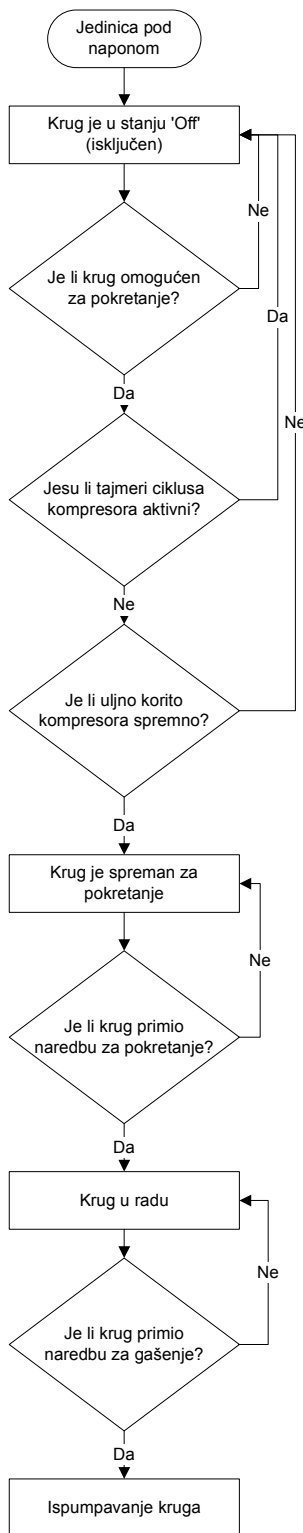 Jedinica pod
naponom
Krug je u stanju 'Off'
(isključen)
Ne
Je li krug omogućen
za pokretanje?
Da
Da
Ne
Jesu li tajmeri ciklusa
kompresora aktivni?
Ne
Je li uljno korito
kompresora spremno?
Da
Krug je spreman za
pokretanje
Ne
Je li krug primio
naredbu za pokretanje?
Da
Krug u radu
Ne
Je li krug primio
naredbu za gašenje?
Da
Ispumpavanje kruga